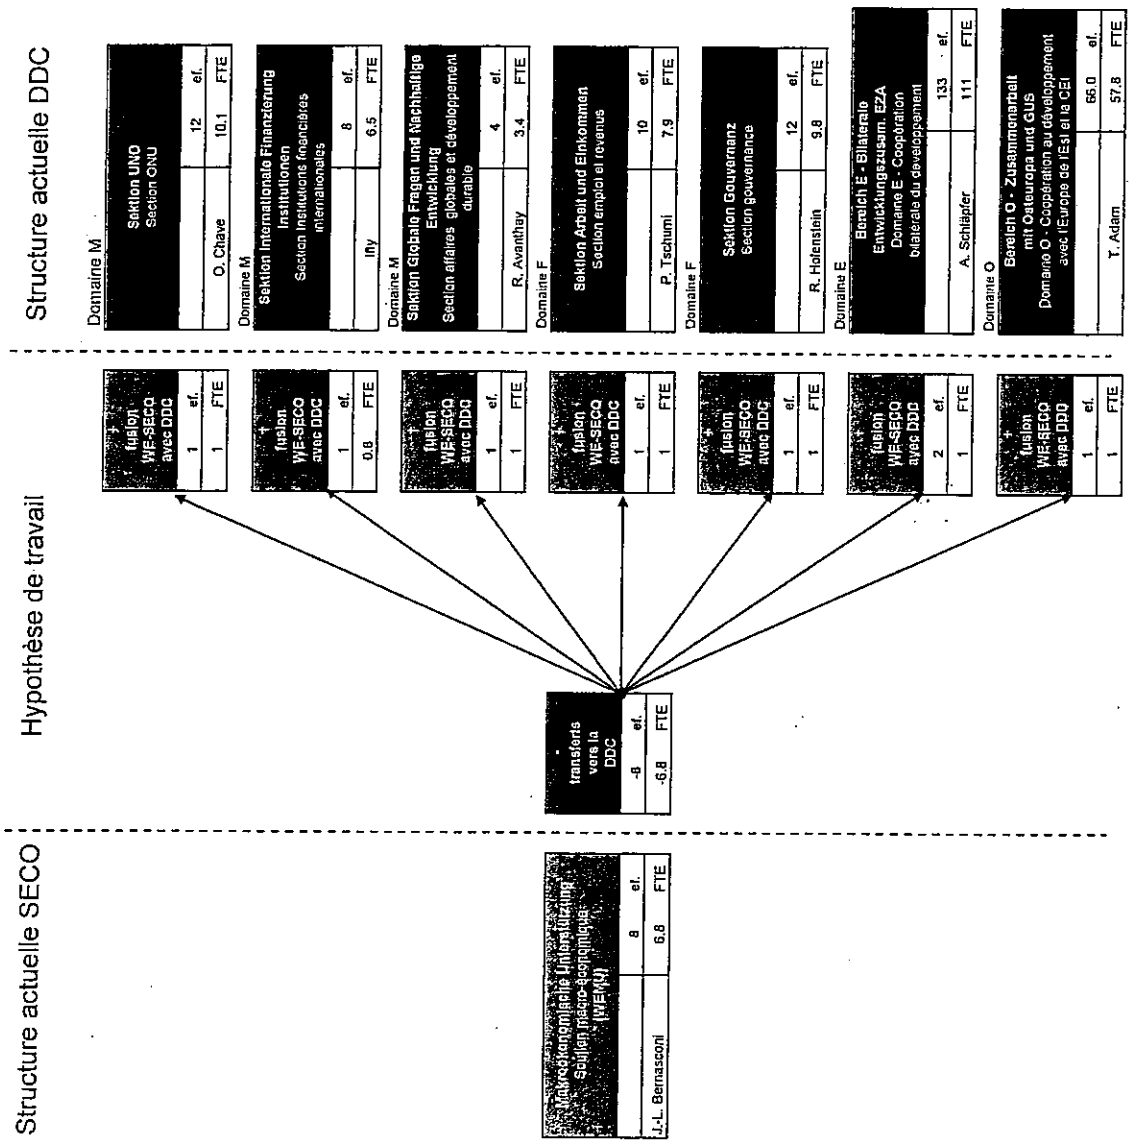 Structure actuelle SECO
Hypothèse de travail
Structure actuelle DDC
Makroökonomische Unterstützung
Soutien macro-économique
(WEMU)
8 ef.
J.-L. Bernasconi 6.8 FTE
transferts
vers la
DDC
-8 ef.
-6.8 FTE
+
fusion
WE-SECO
avec DDC
1 ef.
1 FTE
+
fusion
WE-SECO
avec DDC
1 ef.
0.8 FTE
+
fusion
WE-SECO
avec DDC
1 ef.
1 FTE
+
fusion
WE-SECO
avec DDC
1 ef.
1 FTE
+
fusion
WE-SECO
avec DDC
1 ef.
1 FTE
+
fusion
WE-SECO
avec DDC
2 ef.
1 FTE
+
fusion
WE-SECO
avec DDC
1 ef.
1 FTE
Domaine M
Sektion UNO
Section ONU
12 ef.
O. Chave 10.1 FTE
Domaine M
Sektion Internationale Finanzierung
Institutionen
Section Institutions financières
internationales
8 ef.
6.5 FTE
Domaine M
Sektion Globale Fragen und Nachhaltige
Entwicklung
Section affaires globales et développement
durable
4 ef.
R. Avanthay 3.4 FTE
Domaine F
Sektion Arbeit und Einkommen
Section emploi et revenus
10 ef.
P. Tschumi 7.9 FTE
Domaine F
Sektion Gouvernanz
Section gouvernance
12 ef.
R. Hofenstein 9.8 FTE
Domaine E
Bereich E - Bilaterale
Entwicklungszusam. EZA
Domaine E - Coopération
bilatérale du développement
133 ef.
A. Schläpfer 111 FTE
Domaine O
Bereich O - Zusammenarbeit
mit Osteuropa und GUS
Domaine O - Coopération au développement
avec l'Europe de l'Est et la CEI
66.0 ef.
T. Adam 57.8 FTE